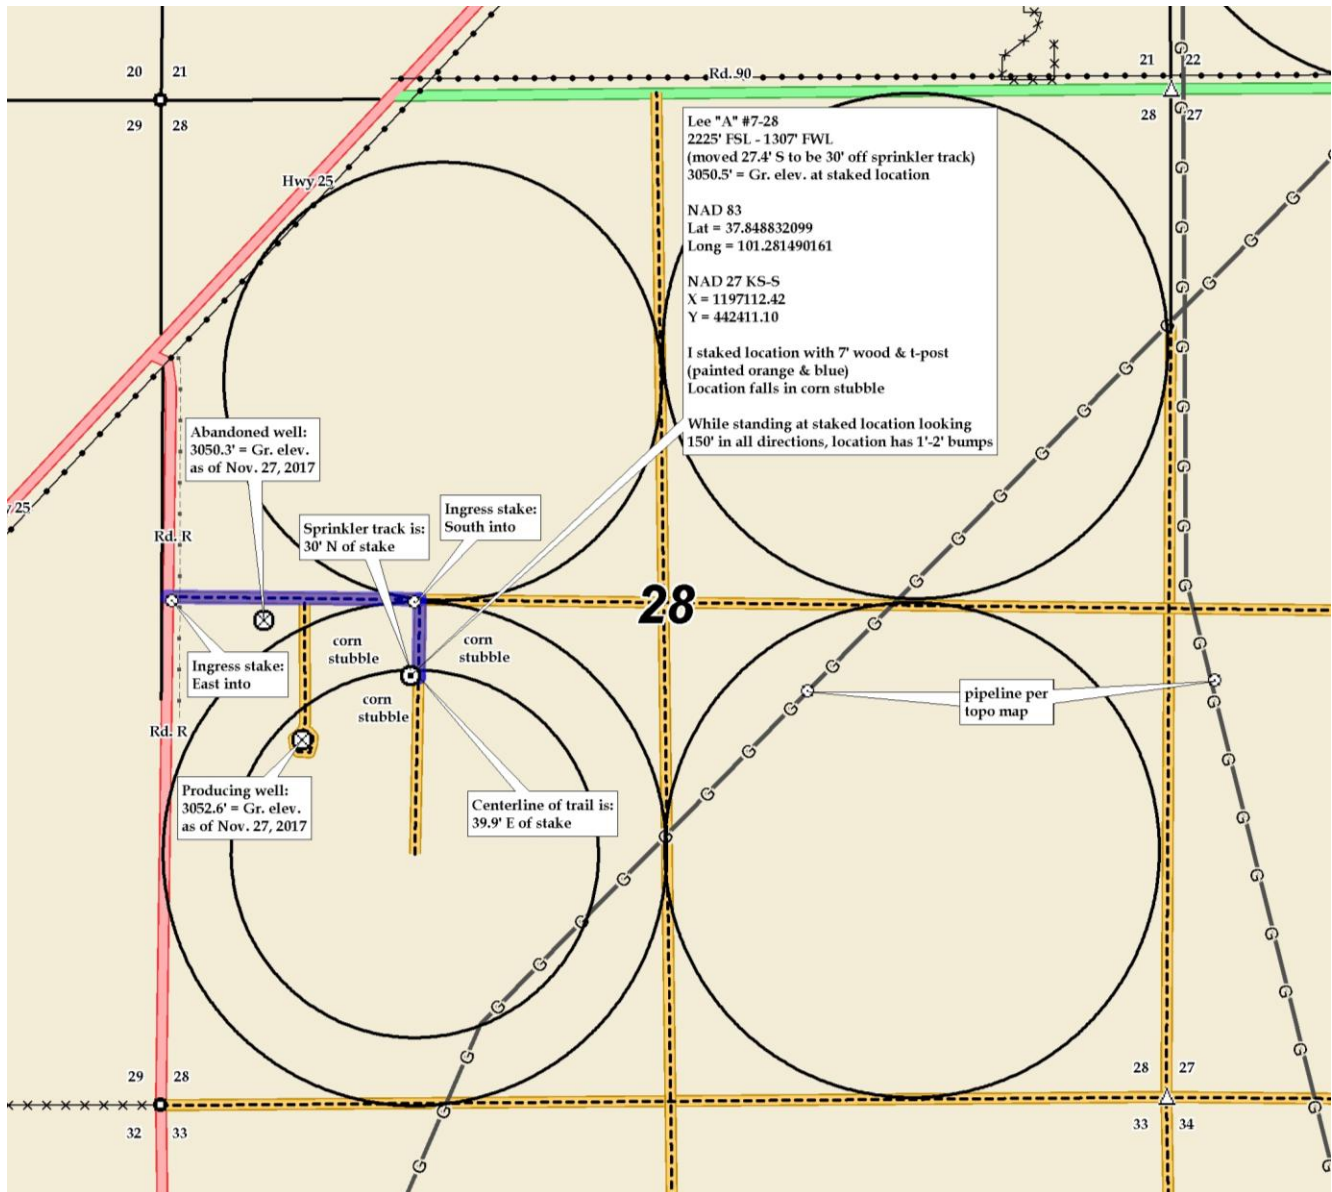 20 21
29 28
21 22
28 27
Rd. 90
Hwy 25
Lee "A" #7-28
2225' FSL - 1307' FWL
(moved 27.4' S to be 30' off sprinkler track)
3050.5' = Gr. elev. at staked location
NAD 83
Lat = 37.848832099
Long = 101.281490161
NAD 27 KS-S
X = 1197112.42
Y = 442411.10
I staked location with 7' wood & t-post
(painted orange & blue)
Location falls in corn stubble
While standing at staked location looking
150' in all directions, location has 1'-2' bumps
Abandoned well:
3050.3' = Gr. elev.
as of Nov. 27, 2017
y 25
Rd. R
Sprinkler track is:
30' N of stake
Ingress stake:
South into
28
corn
stubble
corn
stubble
corn
stubble
Ingress stake:
East into
Rd. R
pipeline per
topo map
Producing well:
3052.6' = Gr. elev.
as of Nov. 27, 2017
Centerline of trail is:
39.9' E of stake
G G G G G G G G G G G G G G G G G G G G G
G G G G G G G G G G G G G G G G G G G G
29 28
32 33
28 27
33 34